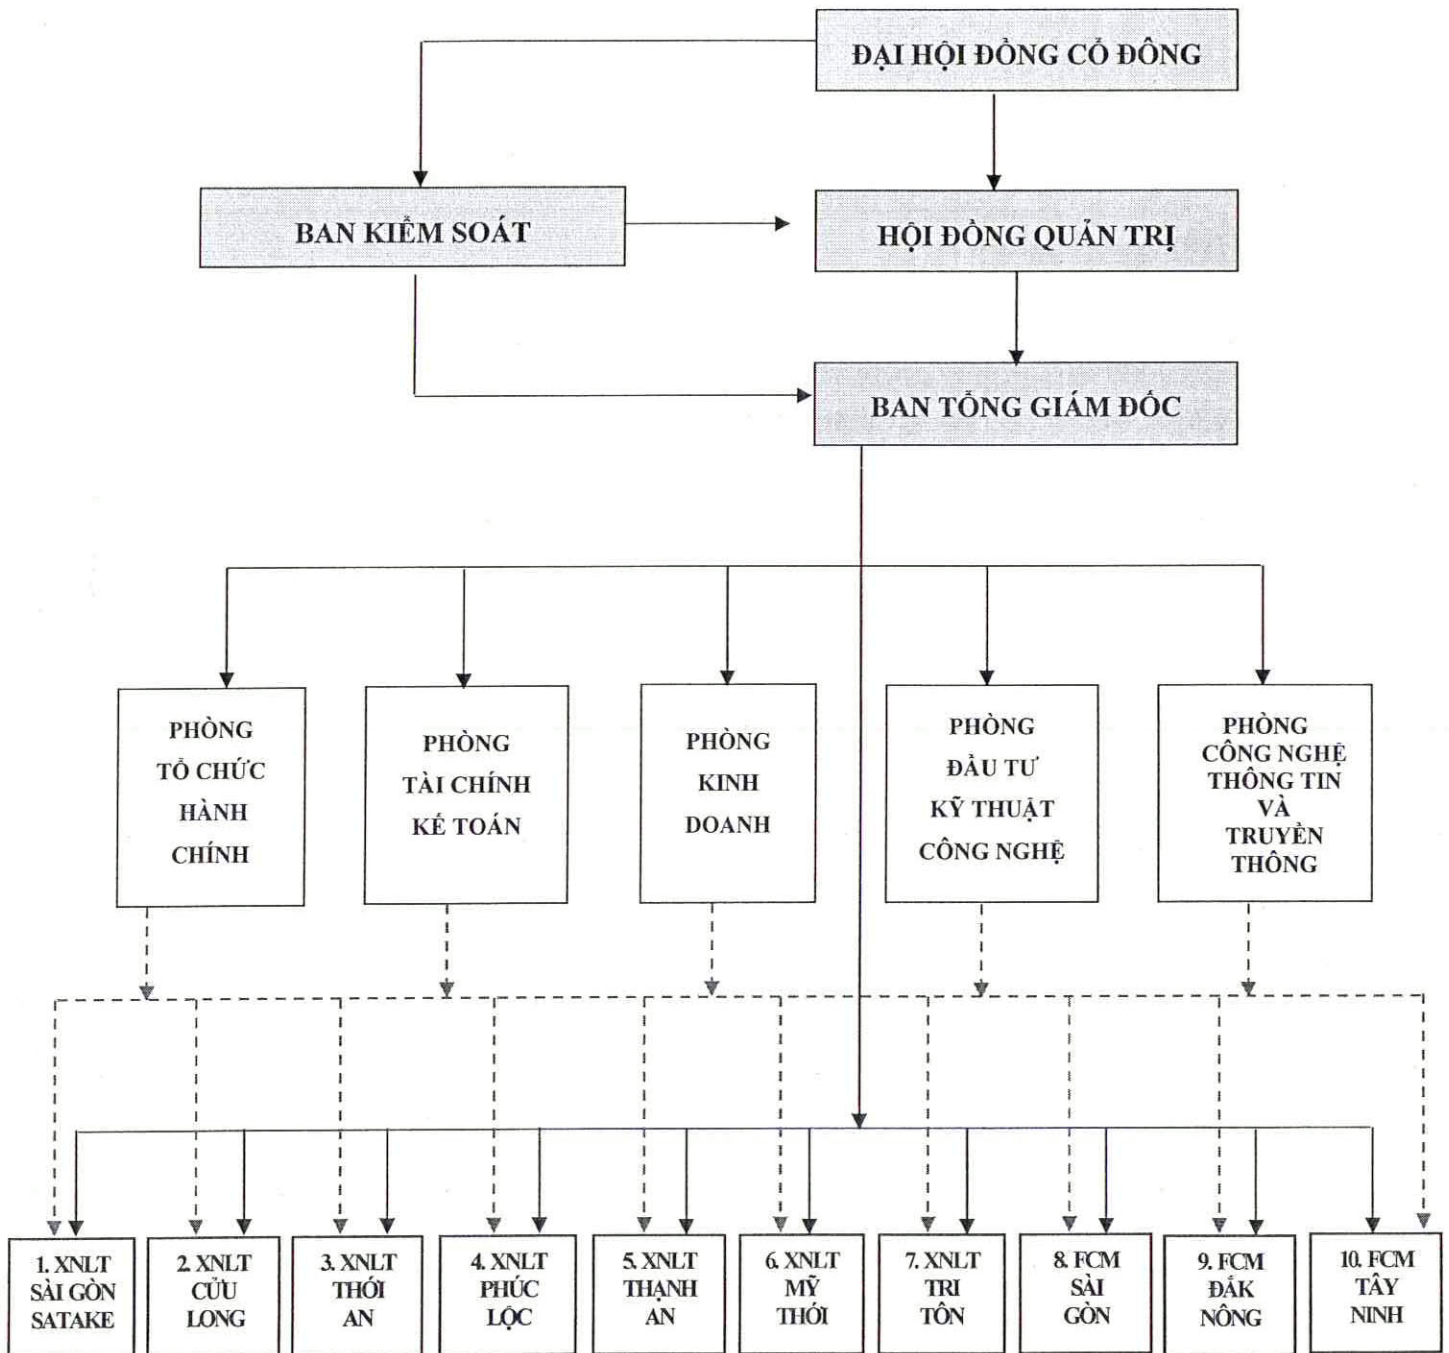 ĐẠI HỘI ĐỒNG CỔ ĐÔNG
BAN KIỂM SOÁT
HỘI ĐỒNG QUẢN TRỊ
BAN TỔNG GIÁM ĐỐC
PHÒNG
TỔ CHỨC
HÀNH
CHÍNH
PHÒNG
TÀI CHÍNH
KẾ TOÁN
PHÒNG
KINH
DOANH
PHÒNG
ĐẦU TƯ
KỸ THUẬT
CÔNG NGHỆ
PHÒNG
CÔNG NGHỆ
THÔNG TIN
VÀ
TRUYỀN
THÔNG
1. XNLT
SÀI GÒN
SATAKE
2. XNLT
CỬU
LONG
3. XNLT
THỚI
AN
4. XNLT
PHÚC
LỘC
5. XNLT
THẠNH
AN
6. XNLT
MỸ
THỚI
7. XNLT
TRI
TÔN
8. FCM
SÀI
GÒN
9. FCM
ĐẮK
NÔNG
10. FCM
TÂY
NINH